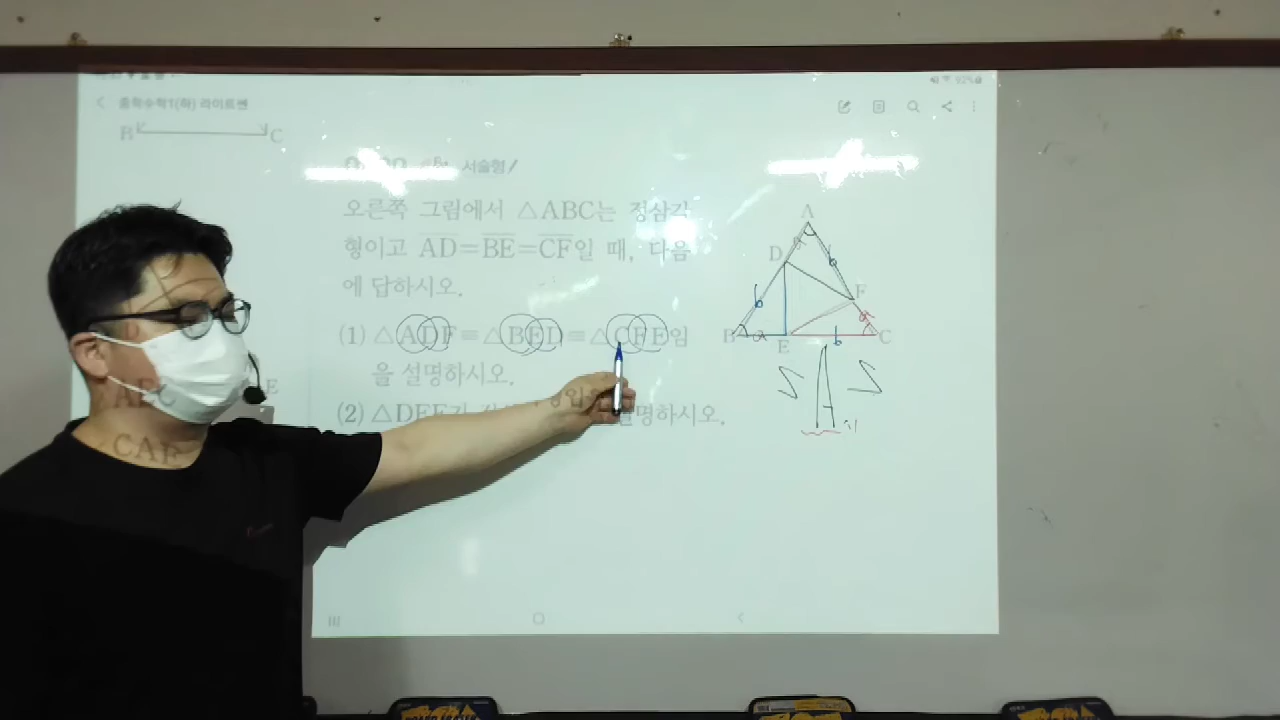 중학수학1(하) 라이트쎈
B C
서술형
오른쪽 그림에서 △ABC는 정삼각
형이고 AD=BE=CF일 때, 다음
에 답하시오.
(1) △ADF≡△BED≡△CFE임
을 설명하시오.
(2) △DEF가 설명하시오.
A
D
F
B E C
b
b
a
b
a
S A S